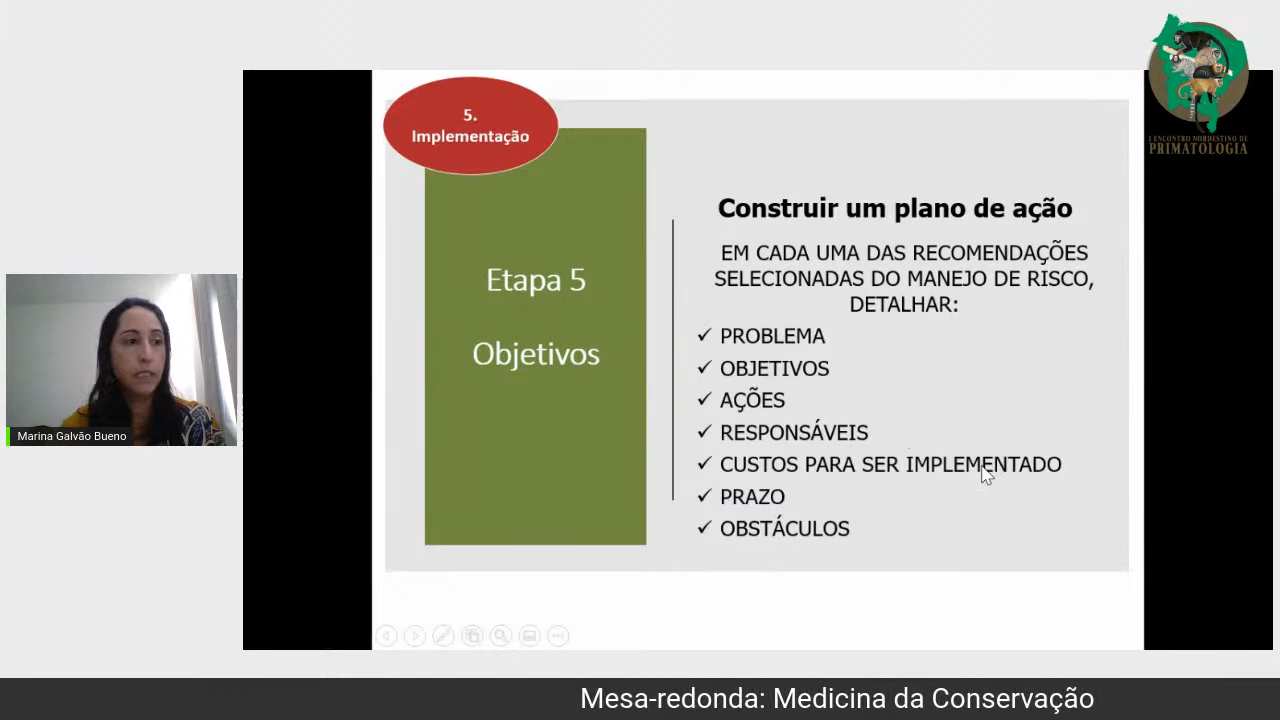 I ENCONTRO NORDESTINO DE
PRIMATOLOGIA
5.
Implementação
Etapa 5
Objetivos
Construir um plano de ação
EM CADA UMA DAS RECOMENDAÇÕES
SELECIONADAS DO MANEJO DE RISCO,
DETALHAR:
✓ PROBLEMA
✓ OBJETIVOS
✓ AÇÕES
✓ RESPONSÁVEIS
✓ CUSTOS PARA SER IMPLEMENTADO
✓ PRAZO
✓ OBSTÁCULOS
Marina Galvão Bueno
Mesa-redonda: Medicina da Conservação